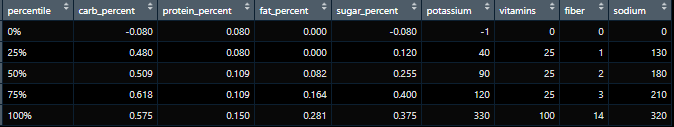 percentile carb_percent protein_percent fat_percent sugar_percent potassium vitamins fiber sodium
0% -0.080 0.080 0.000 -0.080 -1 0 0 0
25% 0.480 0.080 0.000 0.120 40 25 1 130
50% 0.509 0.109 0.082 0.255 90 25 2 180
75% 0.618 0.109 0.164 0.400 120 25 3 210
100% 0.575 0.150 0.281 0.375 330 100 14 320